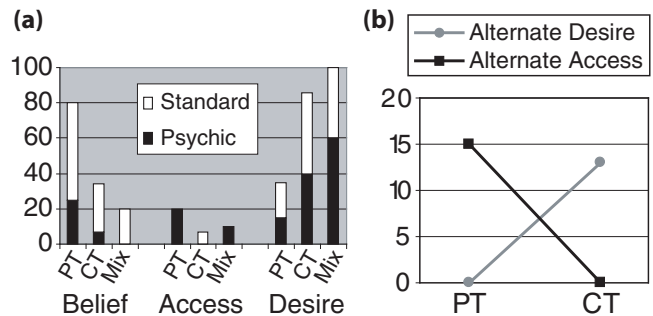 (a)
100
80
60
40
20
0
Standard
Psychic
PT CT Mix PT CT Mix PT CT Mix
Belief Access Desire
(b)
Alternate Desire
Alternate Access
20
15
10
5
0
PT CT